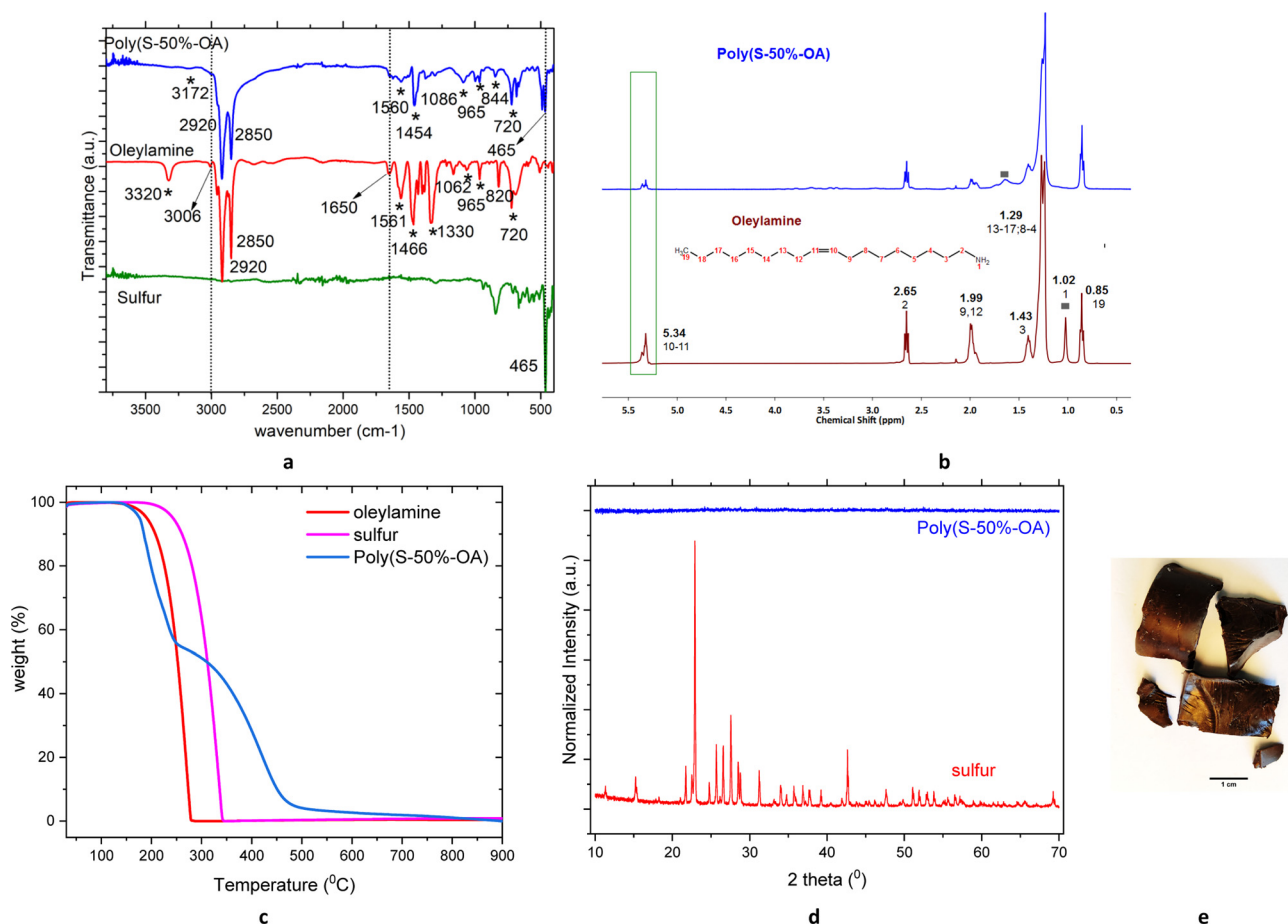 Poly(S-50%-OA)
*
3172
2920
2850
*
1560
*
1454
*
1086
*
965
*
844
*
720
465
Oleylamine
3320 *
3006
2850
2920
1650
*
1561
*
1466
*
1330
*
1062
*
965
820
*
720
Sulfur
465
Transmittance (a.u.)
3500 3000 2500 2000 1500 1000 500
wavenumber (cm-1)
a
Poly(S-50%-OA)
Oleylamine
H₃C 19 18 17 16 15 14 13 12 11 10 9 8 7 6 5 4 3 2 NH₂ 1
1.29
13-17;8-4
5.34
10-11
2.65
2
1.99
9,12
1.43
3
1.02
1
0.85
19
5.5 5.0 4.5 4.0 3.5 3.0 2.5 2.0 1.5 1.0 0.5
Chemical Shift (ppm)
b
100
80
60
40
20
0
weight (%)
oleylamine
sulfur
Poly(S-50%-OA)
100 200 300 400 500 600 700 800 900
Temperature (⁰C)
c
Normalized Intensity (a.u.)
Poly(S-50%-OA)
sulfur
10 20 30 40 50 60 70
2 theta (⁰)
d
1 cm
e